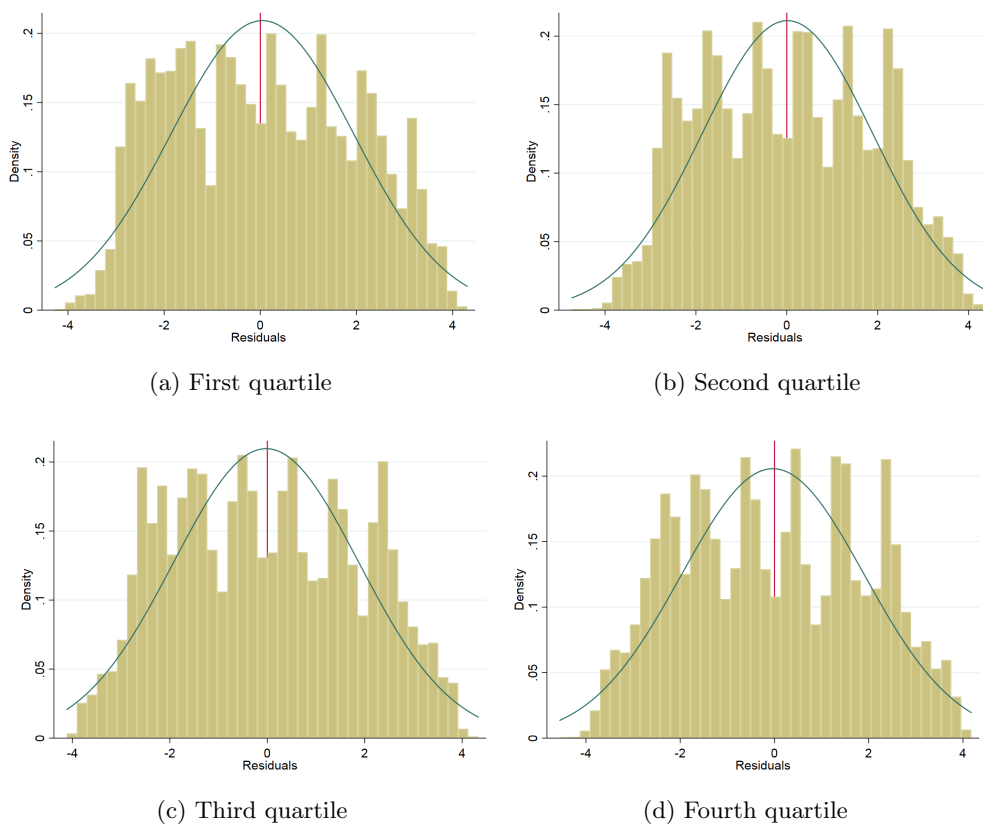 Density
.2
.15
.1
.05
0
-4 -2 0 2 4
Residuals
(a) First quartile
Density
.2
.15
.1
.05
0
-4 -2 0 2 4
Residuals
(b) Second quartile
Density
.2
.15
.1
.05
0
-4 -2 0 2 4
Residuals
(c) Third quartile
Density
.2
.15
.1
.05
0
-4 -2 0 2 4
Residuals
(d) Fourth quartile